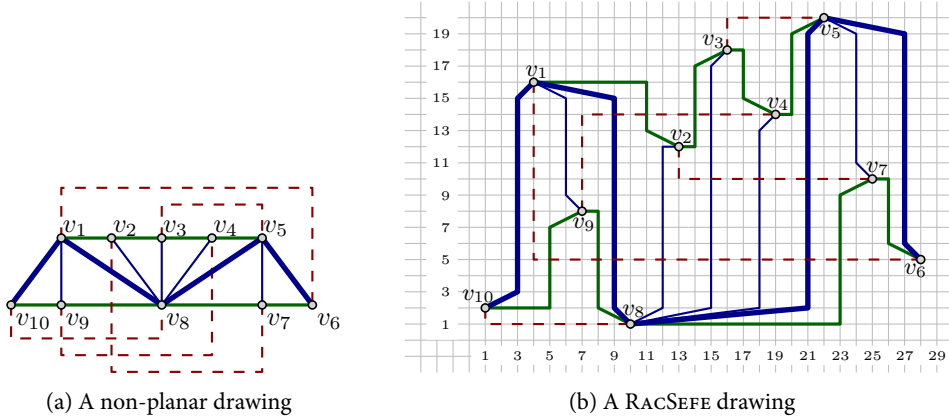 v1 v2 v3 v4 v5
v10 v9 v8 v7 v6
(a) A non-planar drawing
19
17
15
13
11
9
7
5
3
1
v5
v3
v1
v4
v2
v7
v9
v6
v10
v8
1 3 5 7 9 11 13 15 17 19 21 23 25 27 29
(b) A RACSEFE drawing